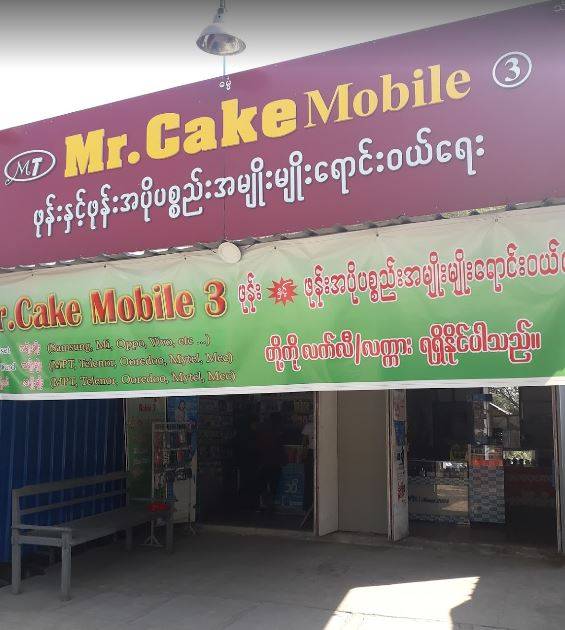 MT Mr. Cake Mobile 3
ဖုန်းနှင့်ဖုန်းအပိုပစ္စည်းအမျိုးမျိုးရောင်းဝယ်ရေး
r.Cake Mobile 3 ဖုန်း နှင့် ဖုန်းအပိုပစ္စည်းအမျိုးမျိုးရောင်းဝယ်
(Samsung, Mi, Oppo, Vivo, etc ...)
(MPT, Telenor, Ooredoo, Mytel, Mec)
(MPT, Telenor, Ooredoo, Mytel, Mec)
တို့ကို လက်လီ/လက္ကား ရရှိနိုင်ပါသည်။